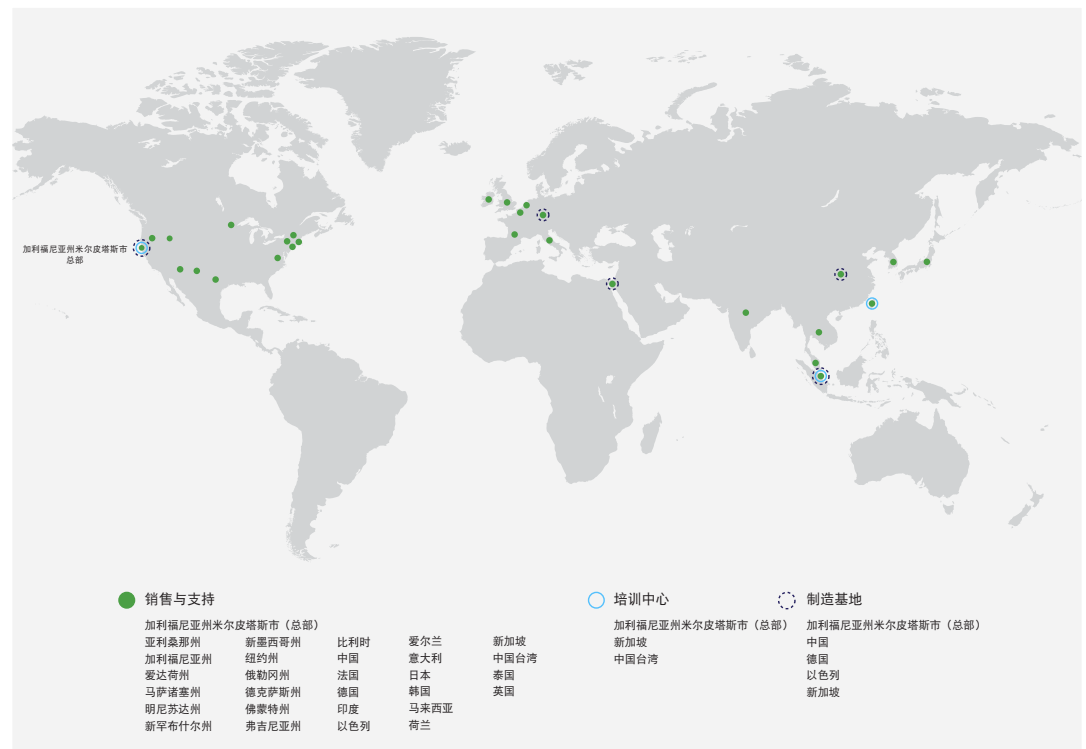 加利福尼亚州米尔皮塔斯市
总部
销售与支持
加利福尼亚州米尔皮塔斯市（总部）
亚利桑那州
加利福尼亚州
爱达荷州
马萨诸塞州
明尼苏达州
新罕布什尔州
新墨西哥州
纽约州
俄勒冈州
德克萨斯州
佛蒙特州
弗吉尼亚州
比利时
中国
法国
德国
印度
以色列
爱尔兰
意大利
日本
韩国
马来西亚
荷兰
新加坡
中国台湾
泰国
英国
培训中心
加利福尼亚州米尔皮塔斯市（总部）
新加坡
中国台湾
制造基地
加利福尼亚州米尔皮塔斯市（总部）
中国
德国
以色列
新加坡